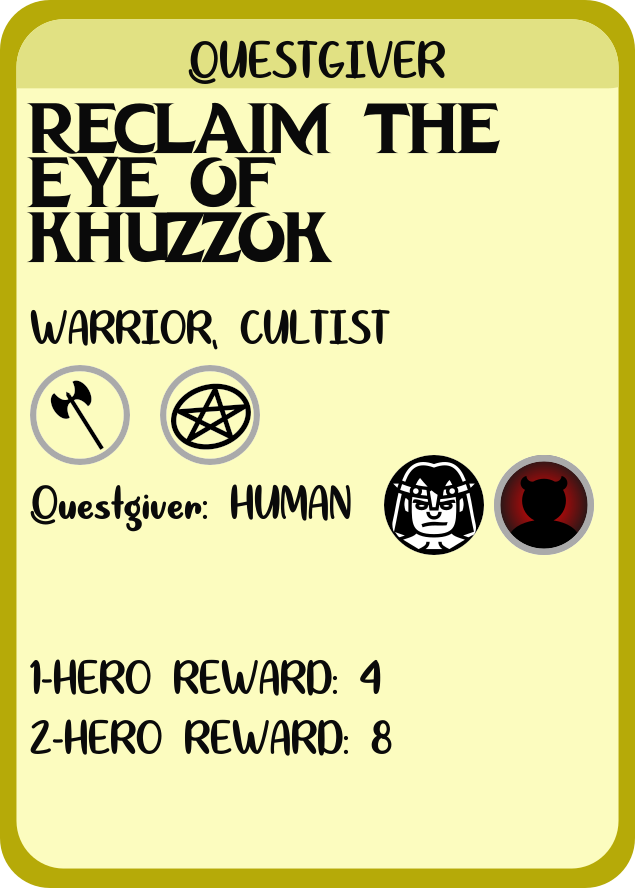 QUESTGIVER
RECLAIM THE
EYE OF
KHUZZOK
WARRIOR, CULTIST
Questgiver: HUMAN
1-HERO REWARD: 4
2-HERO REWARD: 8